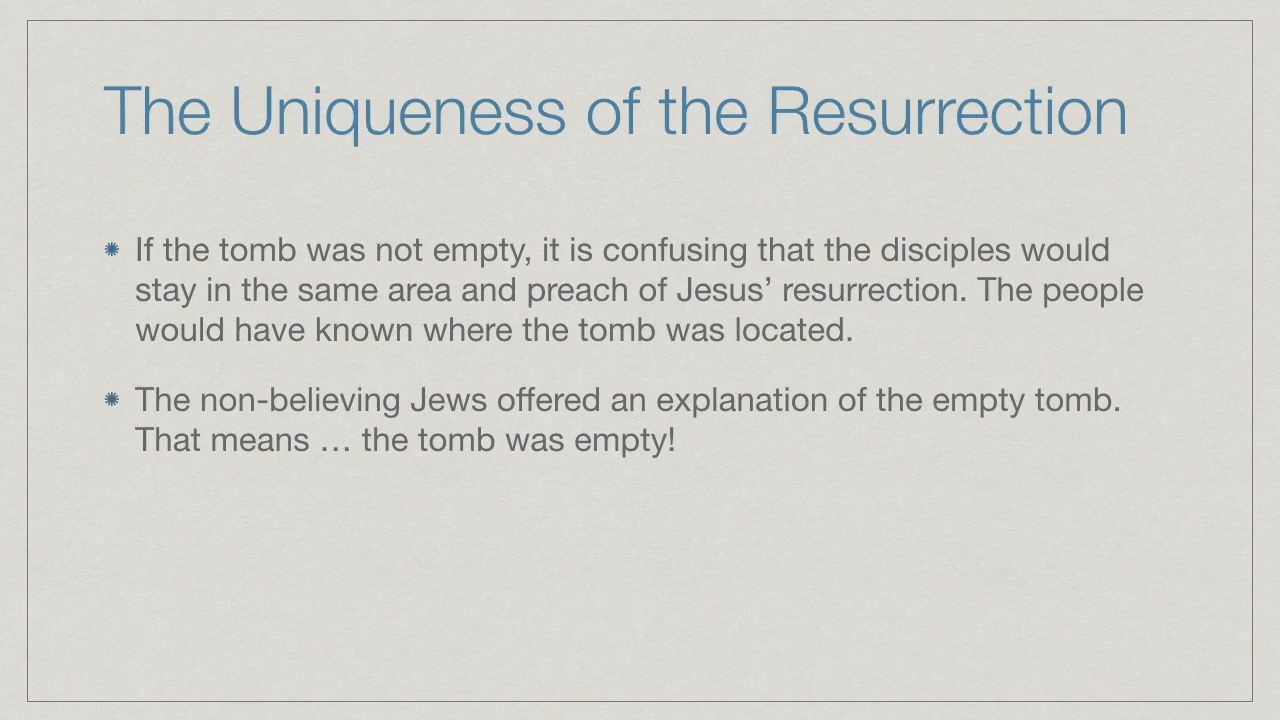 The Uniqueness of the Resurrection
If the tomb was not empty, it is confusing that the disciples would
stay in the same area and preach of Jesus’ resurrection. The people
would have known where the tomb was located.
The non-believing Jews offered an explanation of the empty tomb.
That means … the tomb was empty!